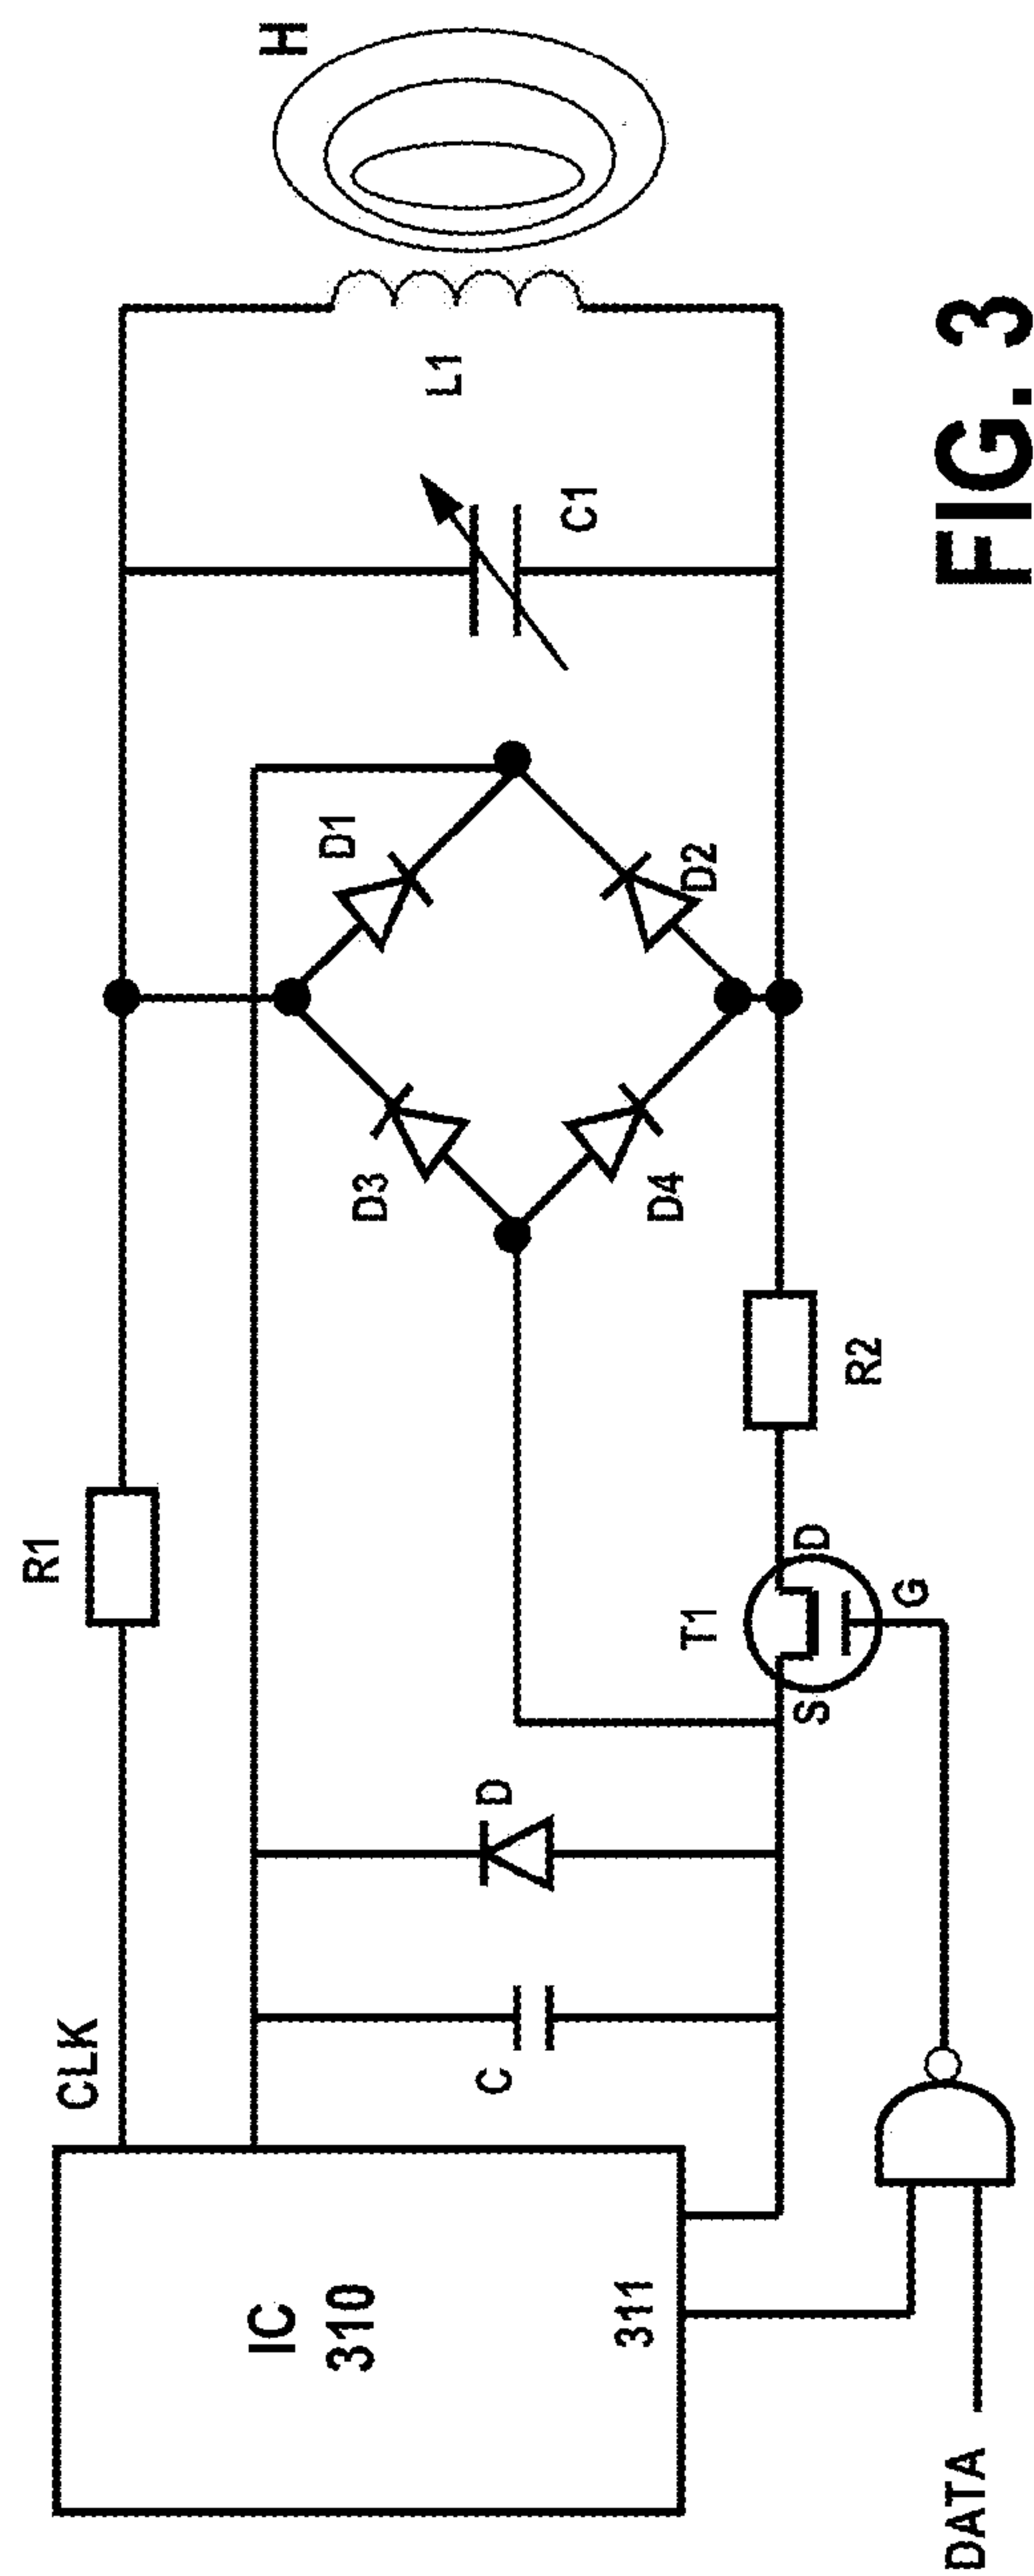 H
L1
C1
D1
D2
D3
D4
R1
R2
T1
D
G
S
D
C
CLK
IC
310
311
DATA
FIG. 3